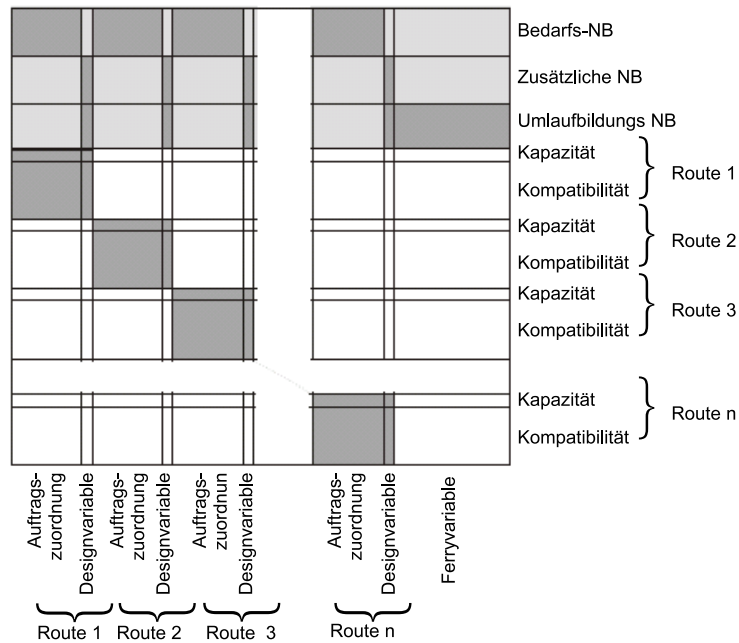 Bedarfs-NB
Zusätzliche NB
Umlaufbildungs NB
Kapazität
Kompatibilität
Route 1
Kapazität
Kompatibilität
Route 2
Kapazität
Kompatibilität
Route 3
Kapazität
Kompatibilität
Route n
Auftrags-
zuordnung
Designvariable
Auftrags-
zuordnung
Designvariable
Auftrags-
zuordnun
Designvariable
Auftrags-
zuordnung
Designvariable
Ferryvariable
Route 1
Route 2
Route 3
Route n